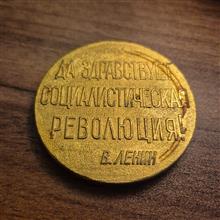 ДА ЗДРАВСТВУЕТ
СОЦИАЛИСТИЧЕСКАЯ
РЕВОЛЮЦИЯ!
В. ЛЕНИН